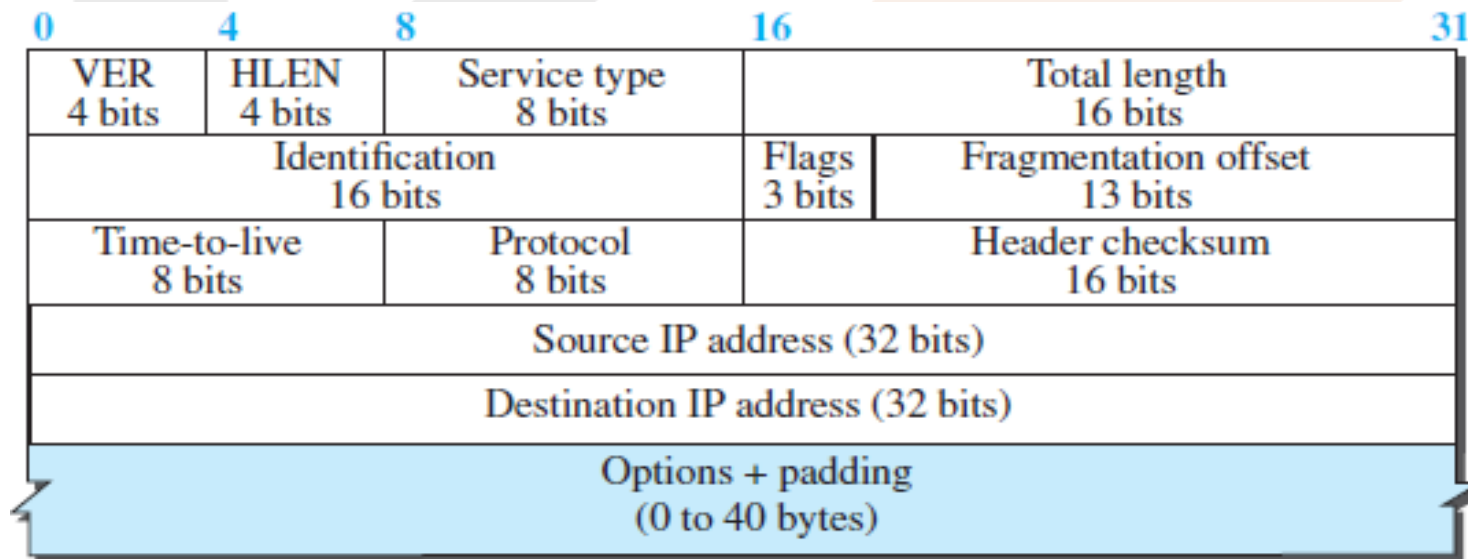 0 4 8 16 31
VER HLEN Service type Total length
4 bits 4 bits 8 bits 16 bits
Identification Flags Fragmentation offset
16 bits 3 bits 13 bits
Time-to-live Protocol Header checksum
8 bits 8 bits 16 bits
Source IP address (32 bits)
Destination IP address (32 bits)
Options + padding
(0 to 40 bytes)